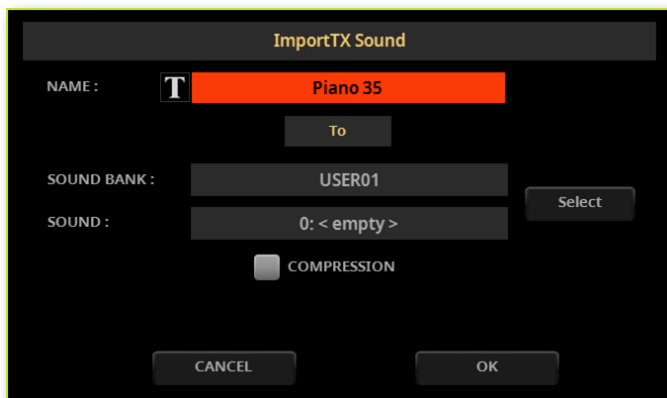 ImportTX Sound
NAME :
T
Piano 35
To
SOUND BANK :
USER01
Select
SOUND :
0: < empty >
COMPRESSION
CANCEL
OK